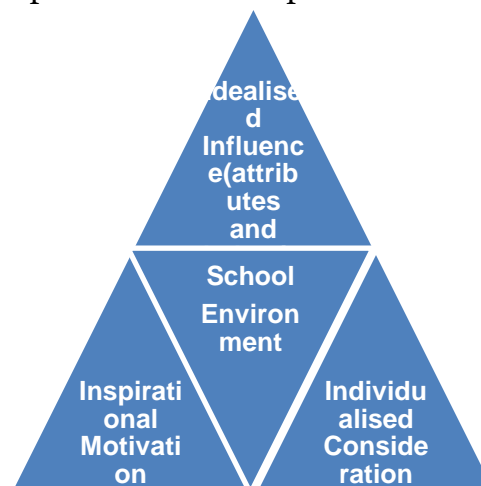 dealise
d
Influenc
e(attrib
utes
and
School
Environ
ment
Inspirati
onal
Motivati
on
Individu
alised
Conside
ration